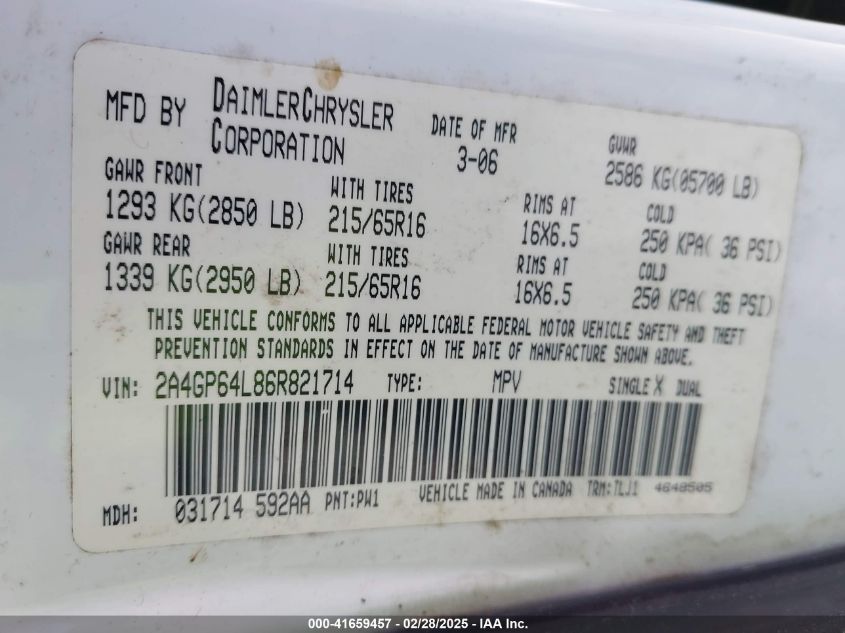 MFD BY DAIMLERCHRYSLER CORPORATION DATE OF MFR 3-06 GVWR 2586 KG(05700 LB)
GAWR FRONT WITH TIRES RIMS AT COLD
1293 KG(2850 LB) 215/65R16 16X6.5 250 KPA( 36 PSI)
GAWR REAR WITH TIRES RIMS AT COLD
1339 KG(2950 LB) 215/65R16 16X6.5 250 KPA( 36 PSI)
THIS VEHICLE CONFORMS TO ALL APPLICABLE FEDERAL MOTOR VEHICLE SAFETY AND THEFT
PREVENTION STANDARDS IN EFFECT ON THE DATE OF MANUFACTURE SHOWN ABOVE.
VIN: 2A4GP64L86R821714 TYPE: MPV SINGLE X DUAL
MDH: 031714 592AA PNT:PW1 VEHICLE MADE IN CANADA TRM:TLJ1 4648505
000-41659457 - 02/28/2025 - IAA Inc.